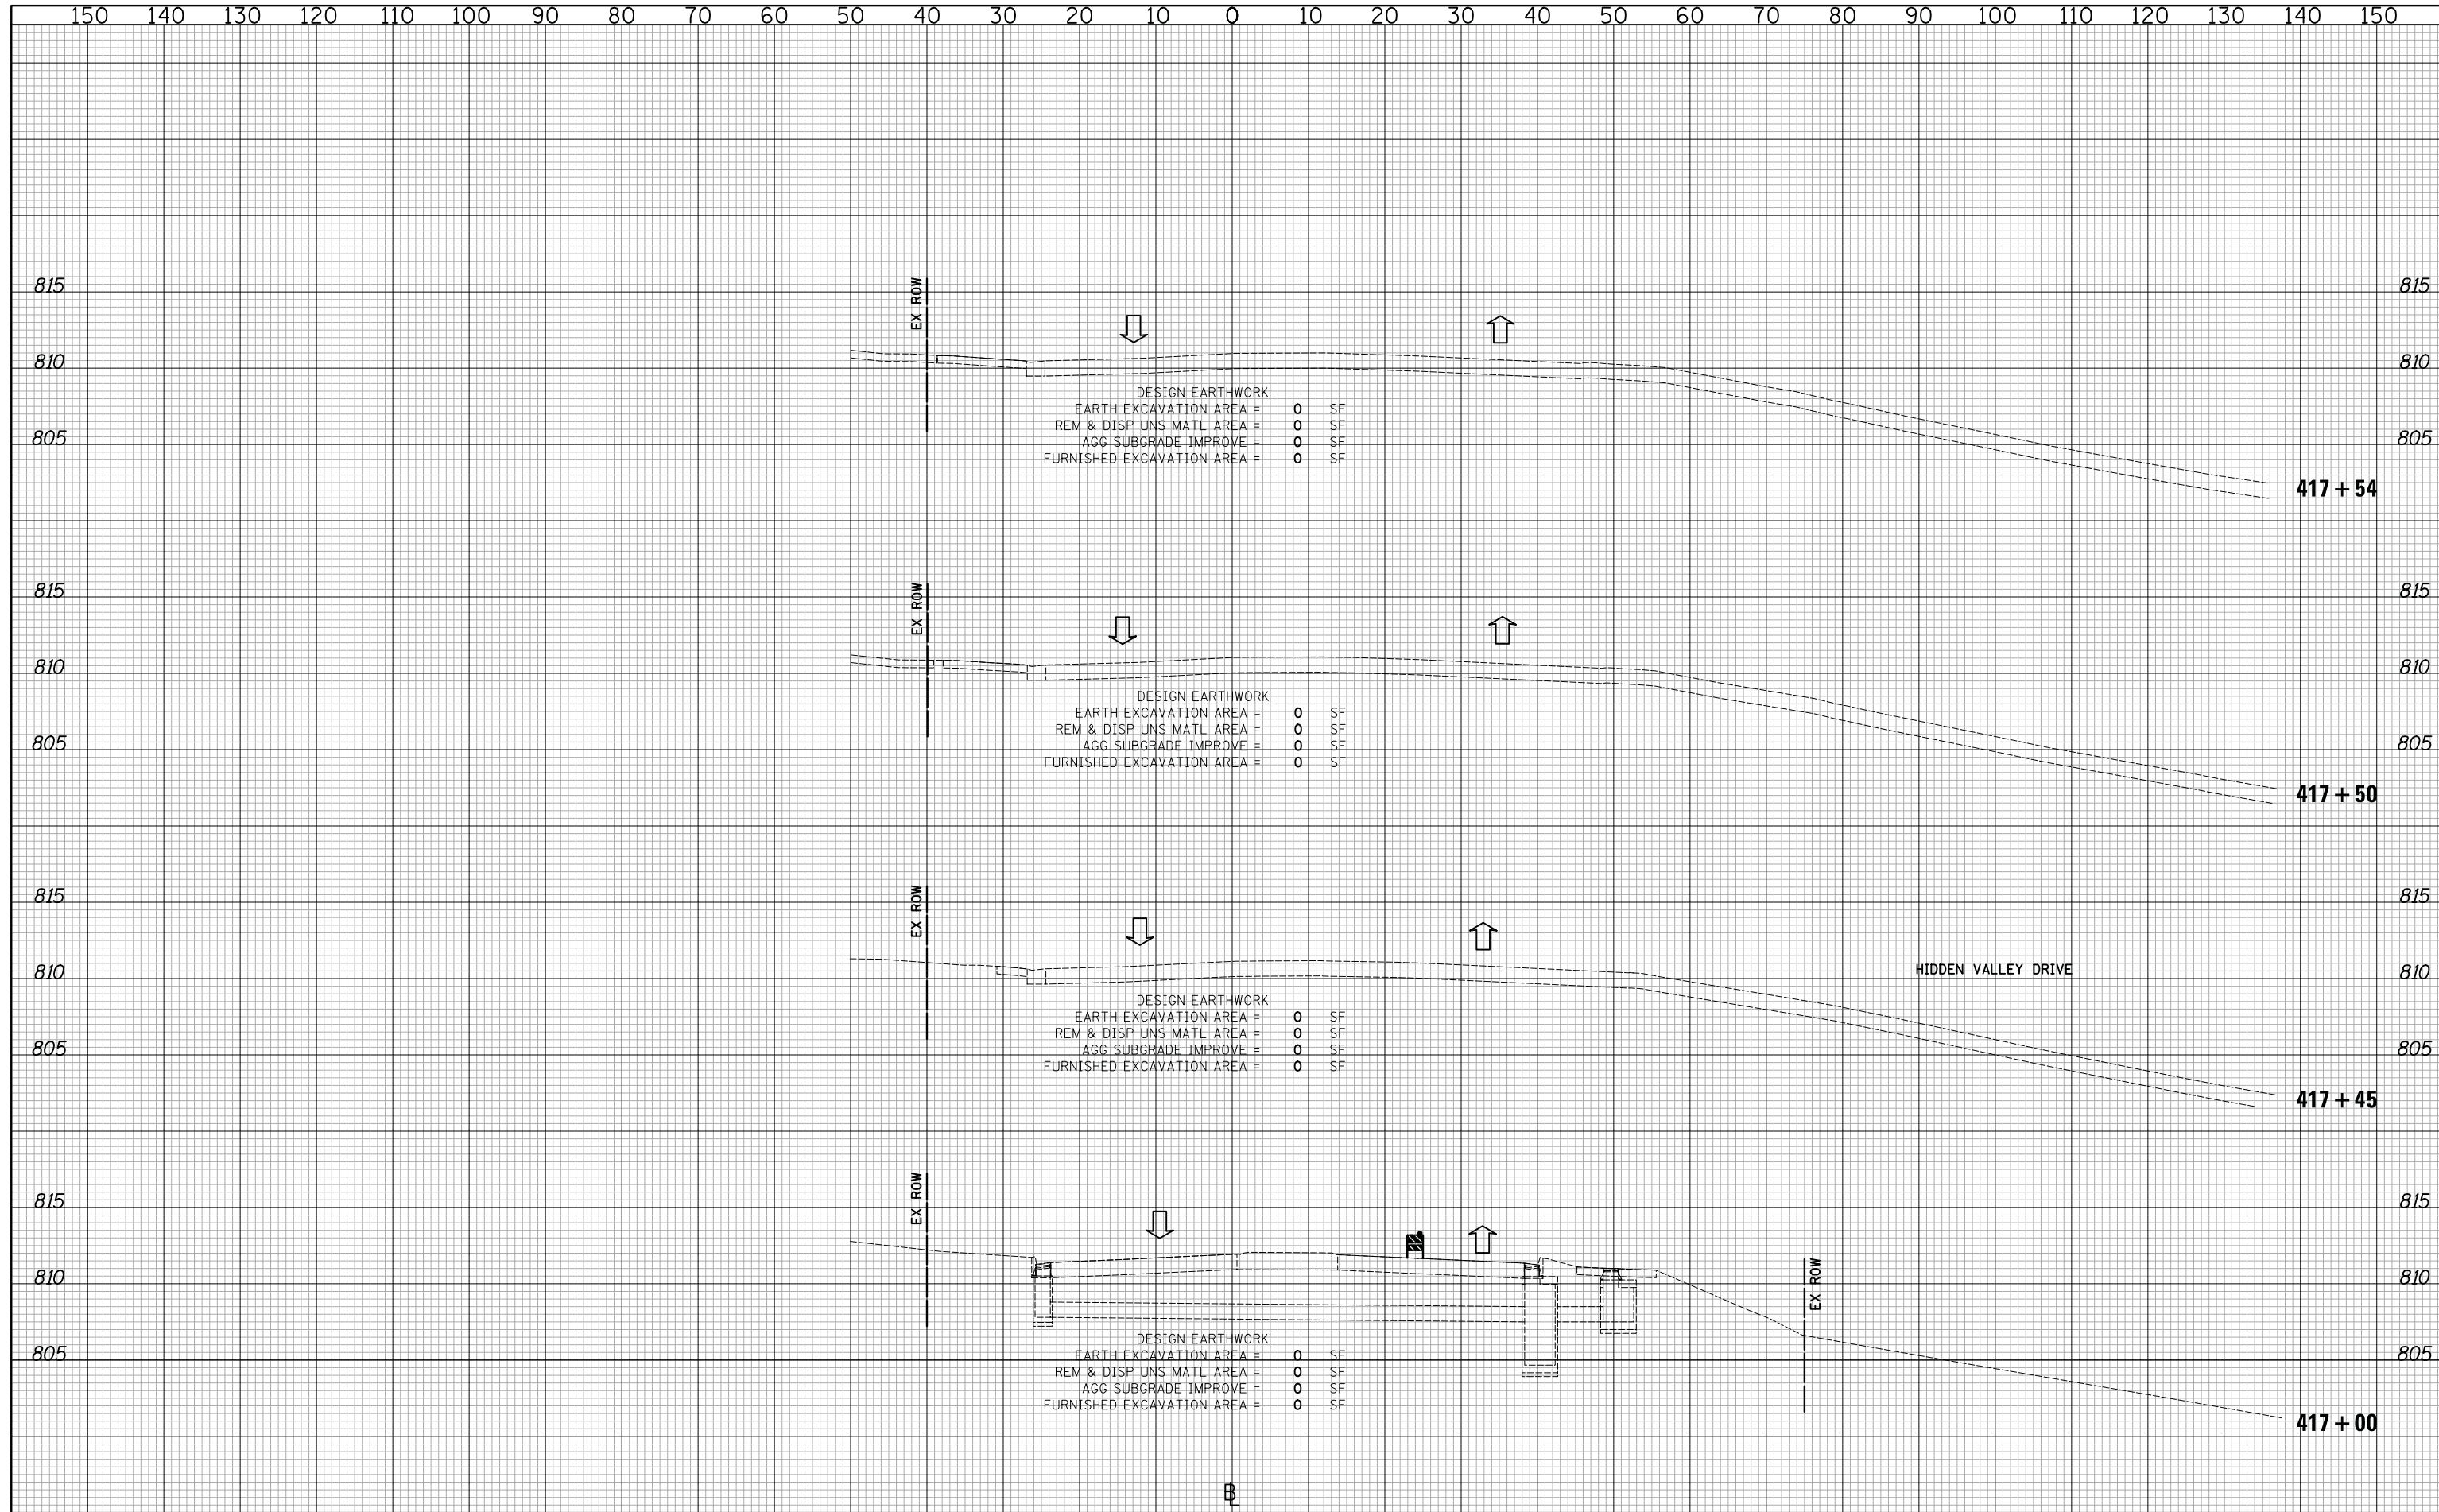 150 140 130 120 110 100 90 80 70 60 50 40 30 20 10 0 10 20 30 40 50 60 70 80 90 100 110 120 130 140 150
815 EX ROW 815
810 810
DESIGN EARTHWORK
EARTH EXCAVATION AREA = 0 SF
REM & DISP UNS MATL AREA = 0 SF
805 AGG SUBGRADE IMPROVE = 0 SF 805
FURNISHED EXCAVATION AREA = 0 SF
417+54
815 EX ROW 815
810 810
DESIGN EARTHWORK
EARTH EXCAVATION AREA = 0 SF
REM & DISP UNS MATL AREA = 0 SF
805 AGG SUBGRADE IMPROVE = 0 SF 805
FURNISHED EXCAVATION AREA = 0 SF
417+50
815 EX ROW 815
810 HIDDEN VALLEY DRIVE 810
DESIGN EARTHWORK
EARTH EXCAVATION AREA = 0 SF
REM & DISP UNS MATL AREA = 0 SF
805 AGG SUBGRADE IMPROVE = 0 SF 805
FURNISHED EXCAVATION AREA = 0 SF
417+45
815 EX ROW 815
810 EX ROW 810
DESIGN EARTHWORK
805 EARTH EXCAVATION AREA = 0 SF 805
REM & DISP UNS MATL AREA = 0 SF
AGG SUBGRADE IMPROVE = 0 SF
FURNISHED EXCAVATION AREA = 0 SF
417+00
BL